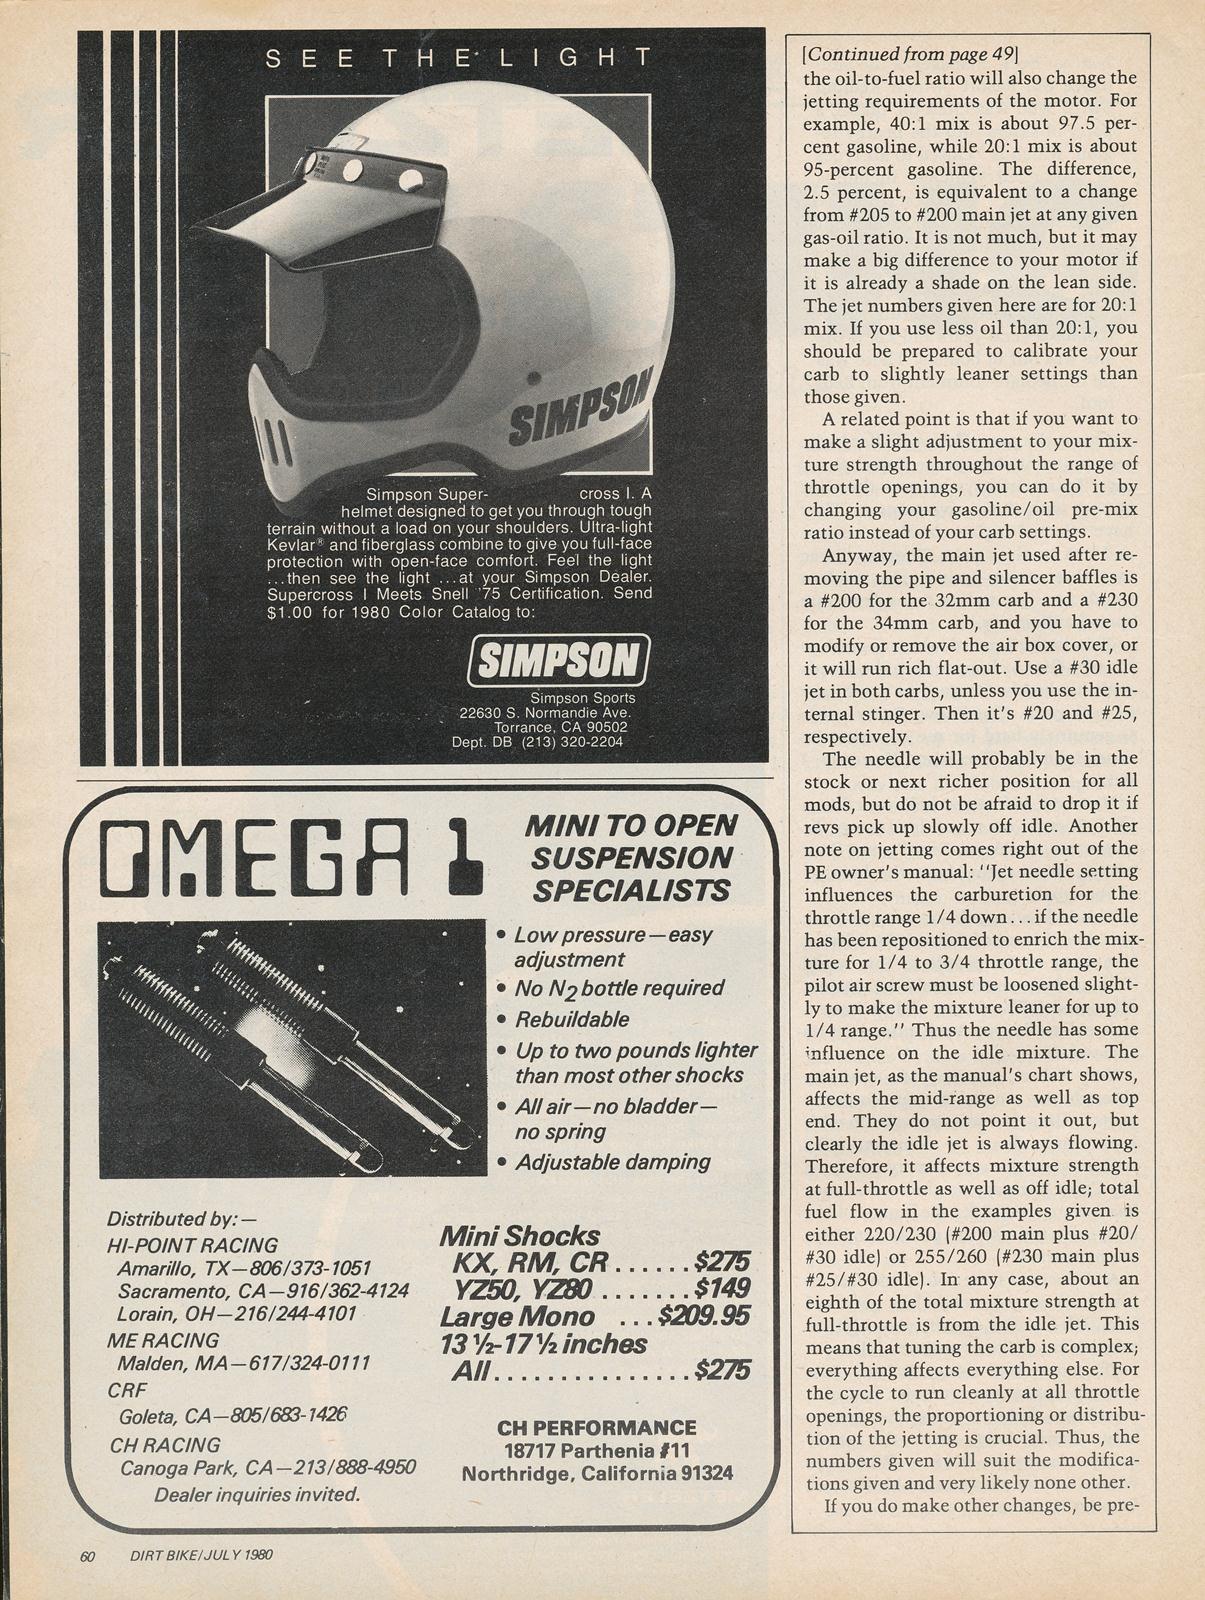 SEE THE LIGHT
SIMPSON
Simpson Super- cross I. A
helmet designed to get you through tough
terrain without a load on your shoulders. Ultra-light
Kevlar® and fiberglass combine to give you full-face
protection with open-face comfort. Feel the light
...then see the light ...at your Simpson Dealer.
Supercross I Meets Snell '75 Certification. Send
$1.00 for 1980 Color Catalog to:
SIMPSON
Simpson Sports
22630 S. Normandie Ave.
Torrance, CA 90502
Dept. DB (213) 320-2204
OMEGA 1
MINI TO OPEN
SUSPENSION
SPECIALISTS
• Low pressure—easy
adjustment
• No N2 bottle required
• Rebuildable
• Up to two pounds lighter
than most other shocks
• All air—no bladder—
no spring
• Adjustable damping
Distributed by:—
HI-POINT RACING
Amarillo, TX—806/373-1051
Sacramento, CA—916/362-4124
Lorain, OH—216/244-4101
ME RACING
Malden, MA—617/324-0111
CRF
Goleta, CA—805/683-1426
CH RACING
Canoga Park, CA—213/888-4950
Dealer inquiries invited.
Mini Shocks
KX, RM, CR......$275
YZ50, YZ80.......$149
Large Mono ...$209.95
13 ½-17 ½ inches
All...............$275
CH PERFORMANCE
18717 Parthenia #11
Northridge, California 91324
[Continued from page 49]
the oil-to-fuel ratio will also change the
jetting requirements of the motor. For
example, 40:1 mix is about 97.5 per-
cent gasoline, while 20:1 mix is about
95-percent gasoline. The difference,
2.5 percent, is equivalent to a change
from #205 to #200 main jet at any given
gas-oil ratio. It is not much, but it may
make a big difference to your motor if
it is already a shade on the lean side.
The jet numbers given here are for 20:1
mix. If you use less oil than 20:1, you
should be prepared to calibrate your
carb to slightly leaner settings than
those given.
A related point is that if you want to
make a slight adjustment to your mix-
ture strength throughout the range of
throttle openings, you can do it by
changing your gasoline/oil pre-mix
ratio instead of your carb settings.
Anyway, the main jet used after re-
moving the pipe and silencer baffles is
a #200 for the 32mm carb and a #230
for the 34mm carb, and you have to
modify or remove the air box cover, or
it will run rich flat-out. Use a #30 idle
jet in both carbs, unless you use the in-
ternal stinger. Then it's #20 and #25,
respectively.
The needle will probably be in the
stock or next richer position for all
mods, but do not be afraid to drop it if
revs pick up slowly off idle. Another
note on jetting comes right out of the
PE owner's manual: "Jet needle setting
influences the carburetion for the
throttle range 1/4 down...if the needle
has been repositioned to enrich the mix-
ture for 1/4 to 3/4 throttle range, the
pilot air screw must be loosened slight-
ly to make the mixture leaner for up to
1/4 range." Thus the needle has some
influence on the idle mixture. The
main jet, as the manual's chart shows,
affects the mid-range as well as top
end. They do not point it out, but
clearly the idle jet is always flowing.
Therefore, it affects mixture strength
at full-throttle as well as off idle; total
fuel flow in the examples given is
either 220/230 (#200 main plus #20/
#30 idle) or 255/260 (#230 main plus
#25/#30 idle). In any case, about an
eighth of the total mixture strength at
full-throttle is from the idle jet. This
means that tuning the carb is complex;
everything affects everything else. For
the cycle to run cleanly at all throttle
openings, the proportioning or distribu-
tion of the jetting is crucial. Thus, the
numbers given will suit the modifica-
tions given and very likely none other.
If you do make other changes, be pre-
60 DIRT BIKE/JULY 1980